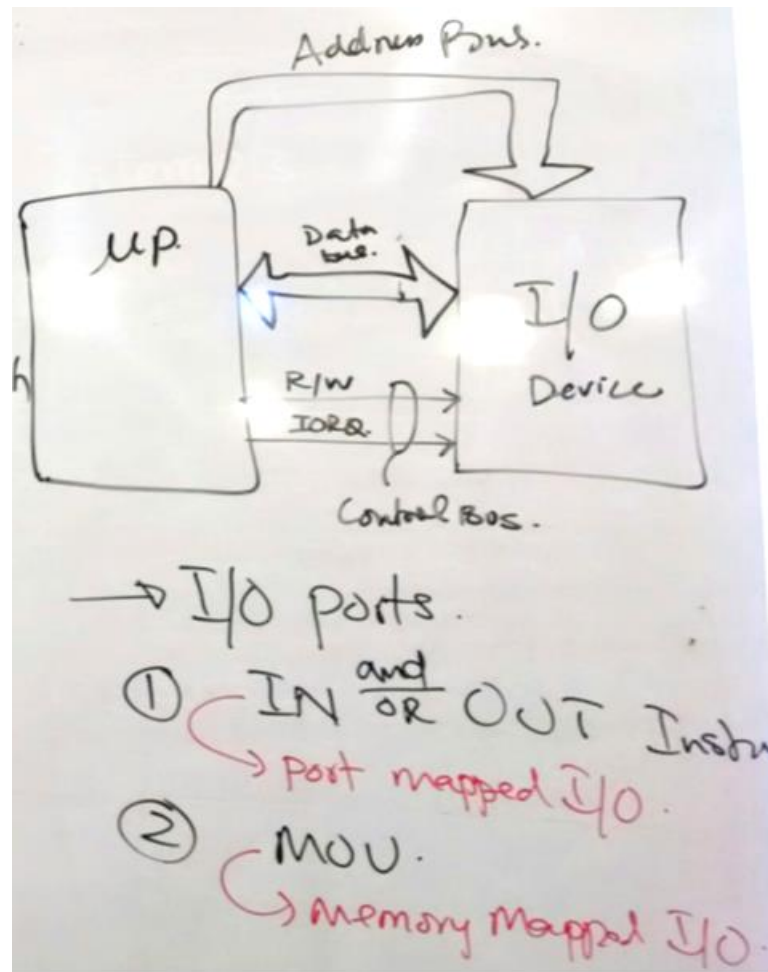 Address Bus.
μP.
Data
bus.
I/O
Device
R/W
IORQ.
Control Bus.
→ I/O ports.
① IN and/OR OUT Instru
port mapped I/O.
② MOV.
Memory Mapped I/O.